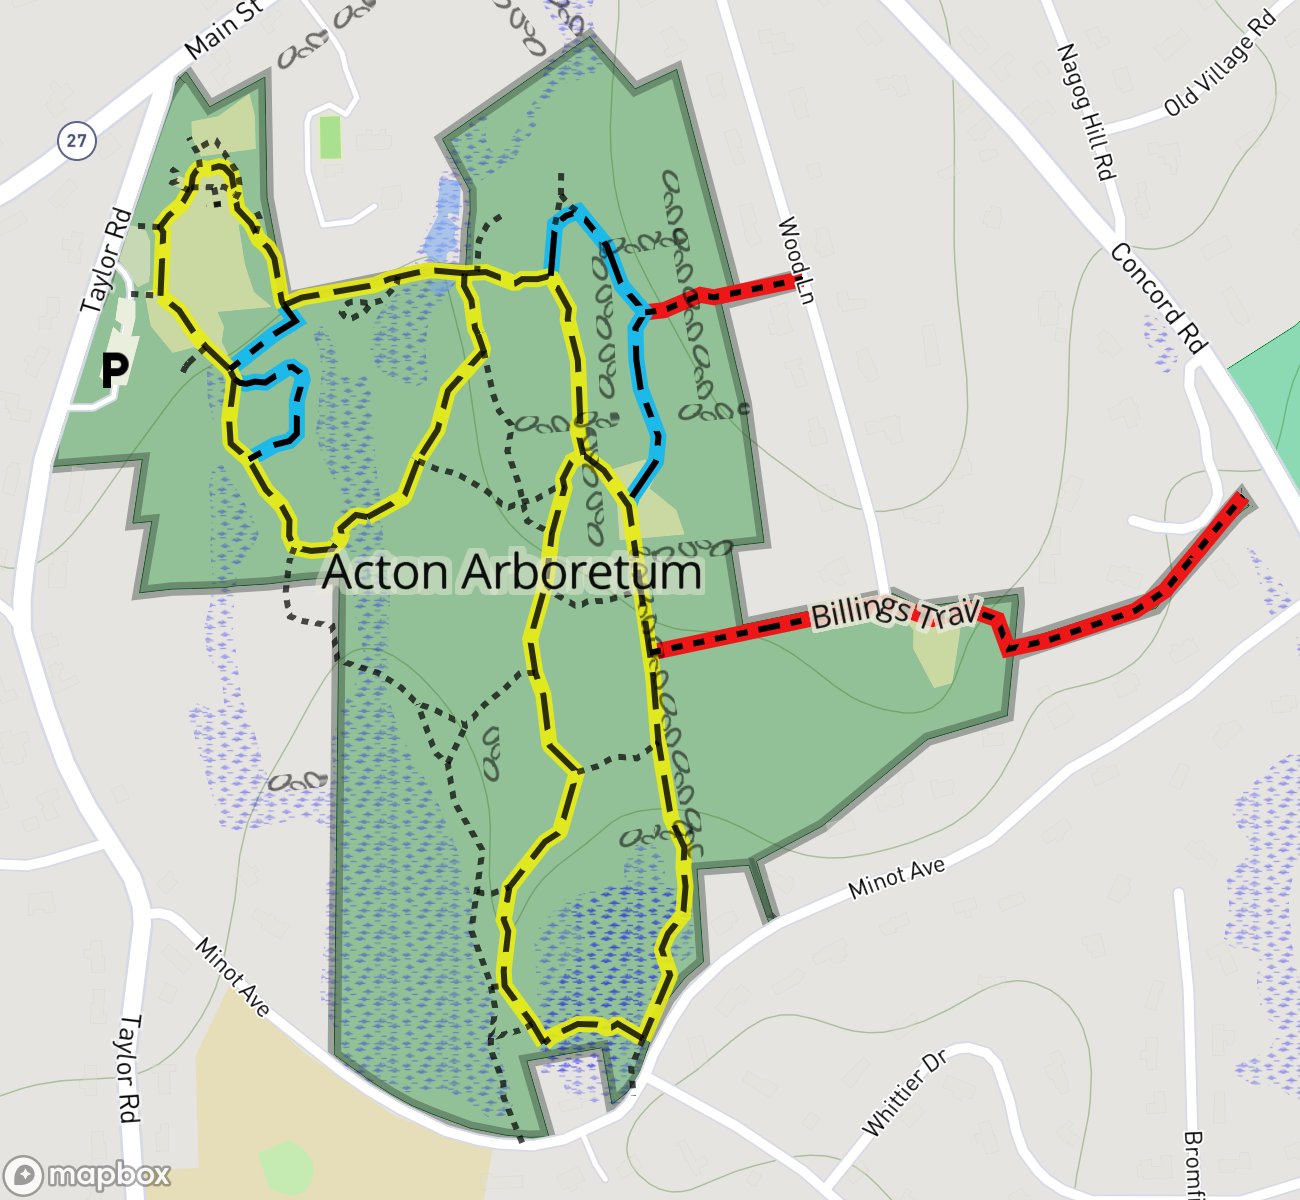 Main St
27
Taylor Rd
P
Wood Ln
Nagog Hill Rd
Old Village Rd
Concord Rd
Acton Arboretum
Billings Trail
Minot Ave
Minot Ave
Taylor Rd
Whittier Dr
Bromfi
mapbox